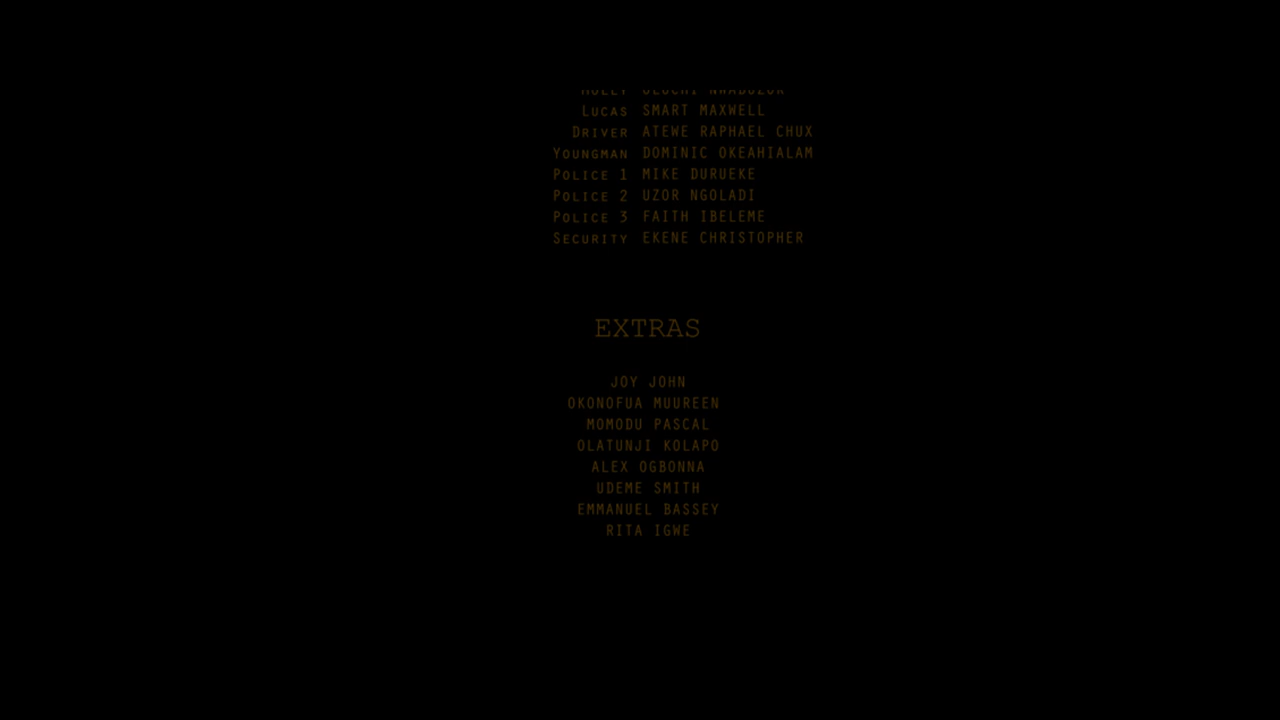 Lucas SMART MAXWELL
Driver ATEWE RAPHAEL CHUX
Youngman DOMINIC OKEAHIALAM
Police 1 MIKE DURUEKE
Police 2 UZOR NGOLADI
Police 3 FAITH IBELEME
Security EKENE CHRISTOPHER
EXTRAS
JOY JOHN
OKONOFUA MUUREEN
MOMODU PASCAL
OLATUNJI KOLAPO
ALEX OGBONNA
UDEME SMITH
EMMANUEL BASSEY
RITA IGWE